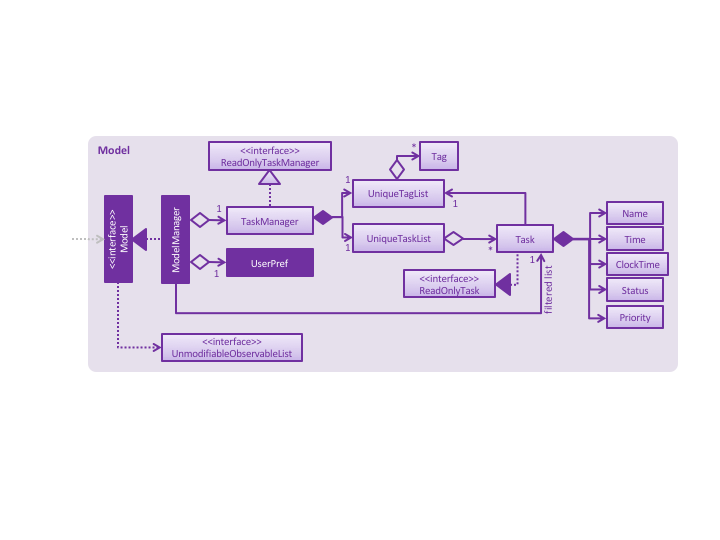 Model
<<interface>>
ReadOnlyTaskManager
*
Tag
<<interface>>
Model
ModelManager
1
TaskManager
1
UniqueTagList
1
1
UniqueTaskList
*
Task
1
UserPref
1
<<interface>>
ReadOnlyTask
filtered list
Name
Time
ClockTime
Status
Priority
<<interface>>
UnmodifiableObservableList